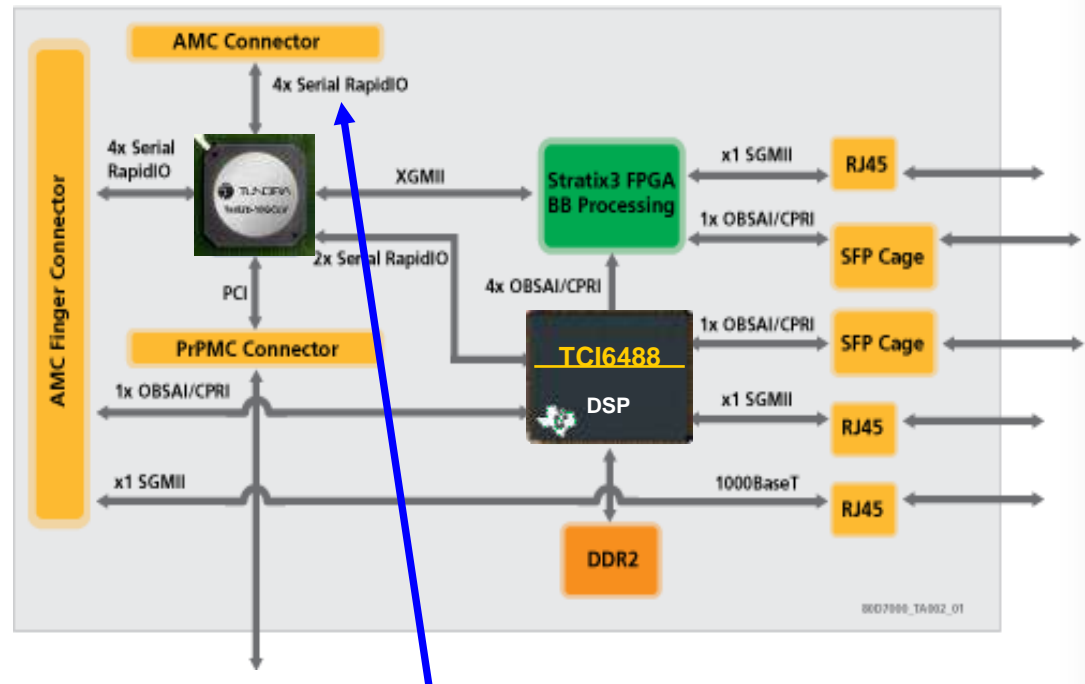 AMC Connector
4x Serial RapidIO
4x Serial
RapidIO
TUNDRA
XGMII
Stratix3 FPGA
BB Processing
x1 SGMII
RJ45
1x OBSAI/CPRI
SFP Cage
2x Serial RapidIO
4x OBSAI/CPRI
PCI
PrPMC Connector
AMC Finger Connector
TCI6488
DSP
1x OBSAI/CPRI
SFP Cage
1x OBSAI/CPRI
x1 SGMII
RJ45
x1 SGMII
1000BaseT
RJ45
DDR2
80D7000_TA002_01